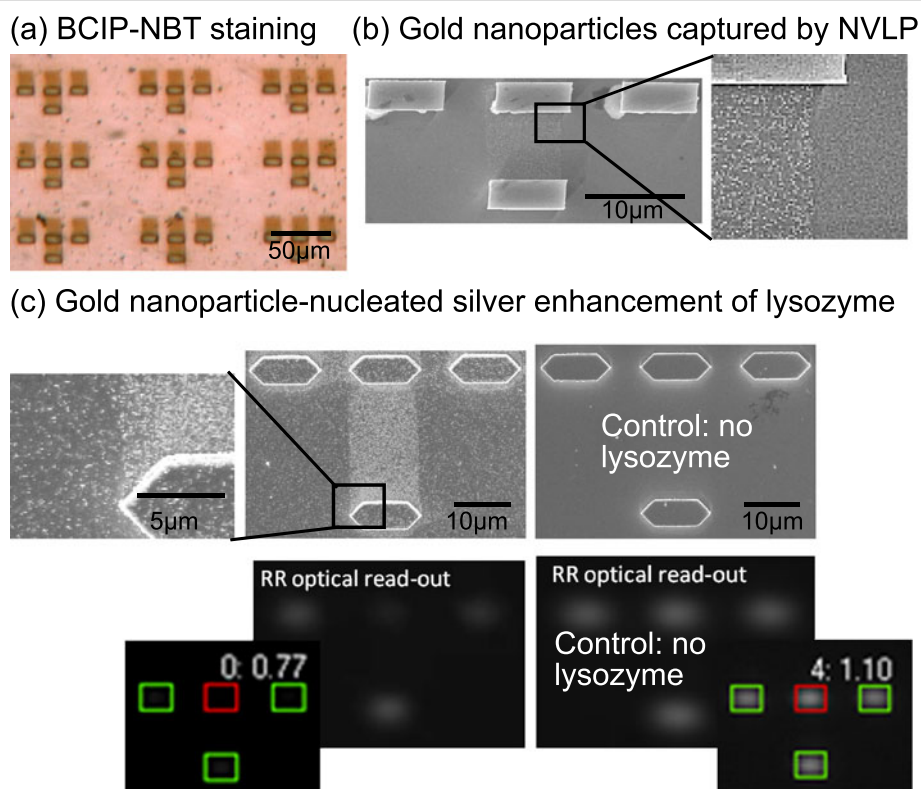 (a) BCIP-NBT staining
(b) Gold nanoparticles captured by NVLP
50µm
10µm
(c) Gold nanoparticle-nucleated silver enhancement of lysozyme
5µm
10µm
Control: no
lysozyme
10µm
RR optical read-out
0: 0.77
RR optical read-out
Control: no
lysozyme
4: 1.10